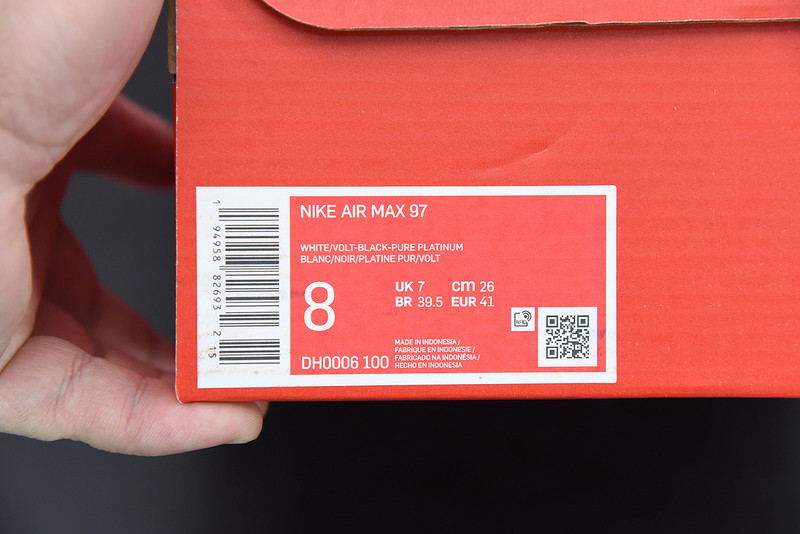 NIKE AIR MAX 97
WHITE/VOLT-BLACK-PURE PLATINUM
BLANC/NOIR/PLATINE PUR/VOLT
8
UK 7 cm 26
BR 39.5 EUR 41
DH0006 100
MADE IN INDONESIA /
FABRIQUE EN INDONESIE /
FABRICADO NA INDONÉSIA /
HECHO EN INDONESIA
1 94958 82693 2 15